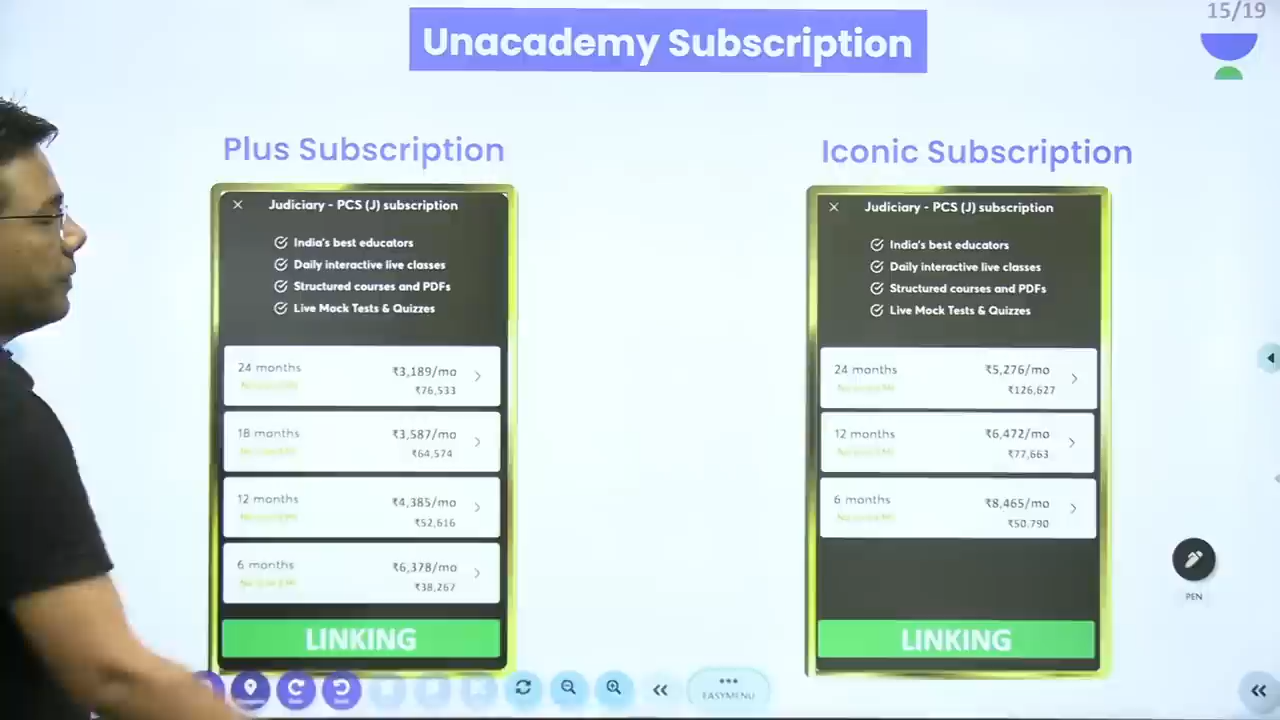 15/19
Unacademy Subscription
Plus Subscription
Judiciary - PCS (J) subscription
India's best educators
Daily interactive live classes
Structured courses and PDFs
Live Mock Tests & Quizzes
24 months
₹3,189/mo
₹76,533
18 months
₹3,587/mo
₹64,574
12 months
₹4,385/mo
₹52,616
6 months
₹6,378/mo
₹38,267
LINKING
Iconic Subscription
Judiciary - PCS (J) subscription
India's best educators
Daily interactive live classes
Structured courses and PDFs
Live Mock Tests & Quizzes
24 months
₹5,276/mo
₹126,627
12 months
₹6,472/mo
₹77,663
6 months
₹8,465/mo
₹50,790
LINKING
PEN
EASYMENU